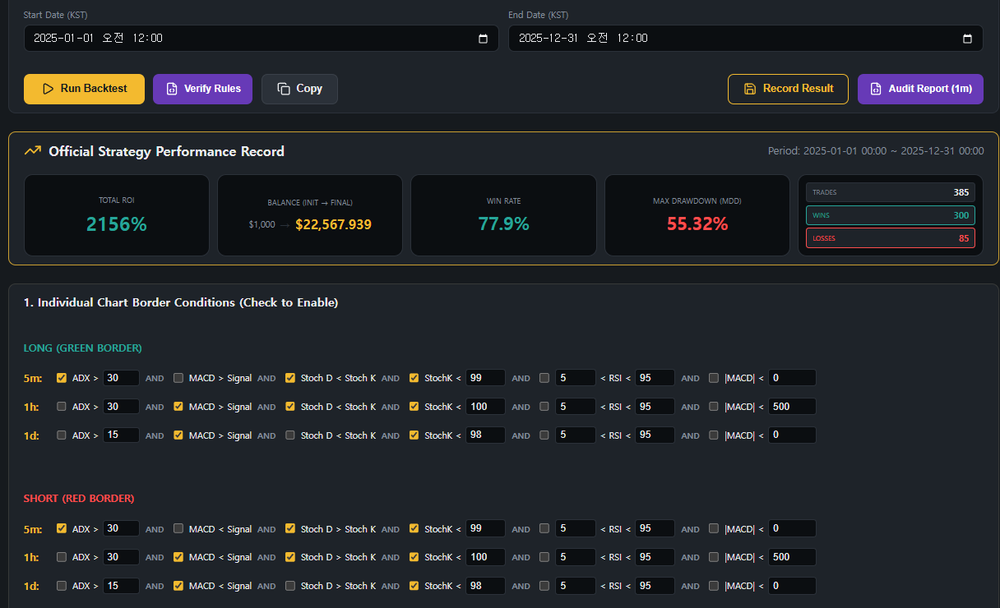 Start Date (KST) End Date (KST)
2025-01-01 오전 12:00 2025-12-31 오전 12:00
Run Backtest Verify Rules Copy Record Result Audit Report (1m)
Official Strategy Performance Record Period: 2025-01-01 00:00 ~ 2025-12-31 00:00
TOTAL ROI
2156%
BALANCE (INIT → FINAL)
$1,000 → $22,567.939
WIN RATE
77.9%
MAX DRAWDOWN (MDD)
55.32%
TRADES 385
WINS 300
LOSSES 85
1. Individual Chart Border Conditions (Check to Enable)
LONG (GREEN BORDER)
5m: ADX > 30 AND MACD > Signal AND Stoch D < Stoch K AND StochK < 99 AND 5 < RSI < 95 AND |MACD| < 0
1h: ADX > 30 AND MACD > Signal AND Stoch D < Stoch K AND StochK < 100 AND 5 < RSI < 95 AND |MACD| < 500
1d: ADX > 15 AND MACD > Signal AND Stoch D < Stoch K AND StochK < 98 AND 5 < RSI < 95 AND |MACD| < 0
SHORT (RED BORDER)
5m: ADX > 30 AND MACD < Signal AND Stoch D > Stoch K AND StochK < 99 AND 5 < RSI < 95 AND |MACD| < 0
1h: ADX > 30 AND MACD < Signal AND Stoch D > Stoch K AND StochK < 100 AND 5 < RSI < 95 AND |MACD| < 500
1d: ADX > 15 AND MACD < Signal AND Stoch D > Stoch K AND StochK < 98 AND 5 < RSI < 95 AND |MACD| < 0